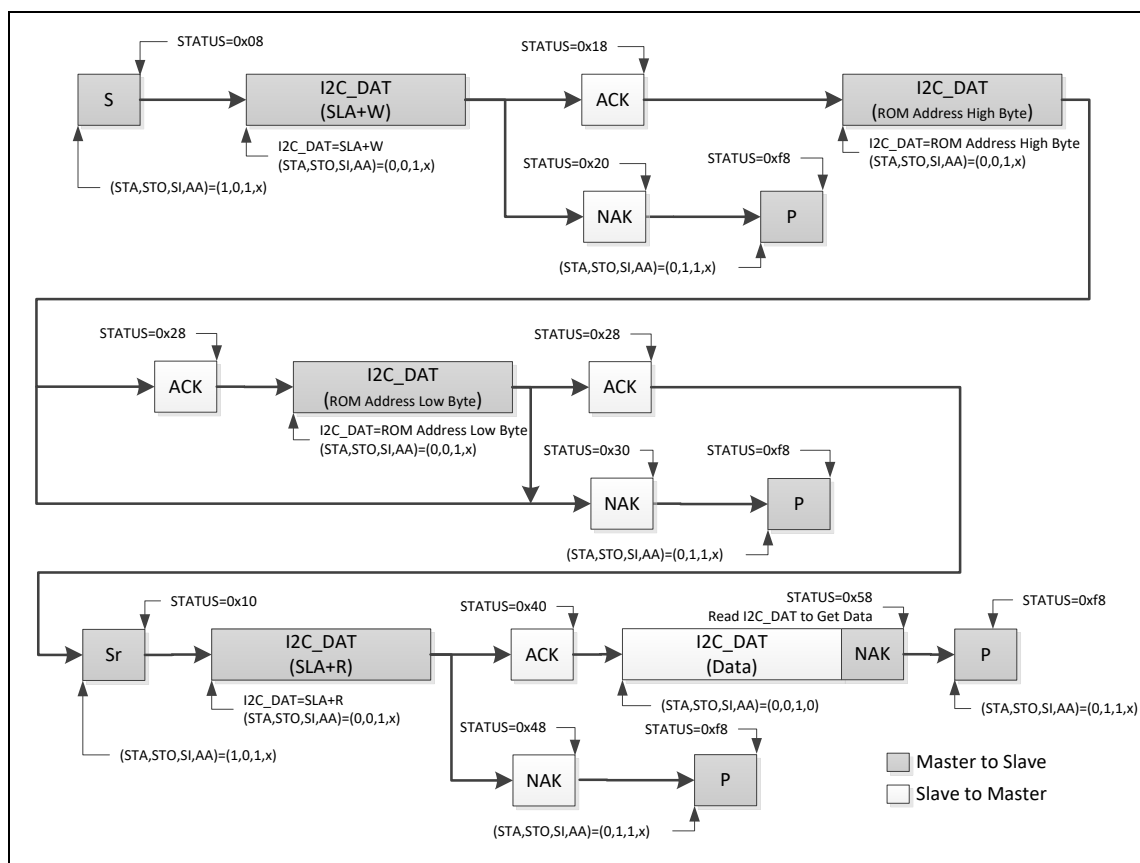 STATUS=0x08
STATUS=0x18
S
I2C_DAT
(SLA+W)
ACK
I2C_DAT
(ROM Address High Byte)
I2C_DAT=SLA+W
(STA,STO,SI,AA)=(0,0,1,x)
I2C_DAT=ROM Address High Byte
(STA,STO,SI,AA)=(0,0,1,x)
(STA,STO,SI,AA)=(1,0,1,x)
STATUS=0x20
STATUS=0xf8
NAK
P
(STA,STO,SI,AA)=(0,1,1,x)
STATUS=0x28
STATUS=0x28
ACK
I2C_DAT
(ROM Address Low Byte)
ACK
I2C_DAT=ROM Address Low Byte
(STA,STO,SI,AA)=(0,0,1,x)
STATUS=0x30
STATUS=0xf8
NAK
P
(STA,STO,SI,AA)=(0,1,1,x)
STATUS=0x10
STATUS=0x40
STATUS=0x58
Read I2C_DAT to Get Data
STATUS=0xf8
Sr
I2C_DAT
(SLA+R)
ACK
I2C_DAT
(Data)
NAK
P
I2C_DAT=SLA+R
(STA,STO,SI,AA)=(0,0,1,x)
(STA,STO,SI,AA)=(0,0,1,0)
(STA,STO,SI,AA)=(0,1,1,x)
(STA,STO,SI,AA)=(1,0,1,x)
STATUS=0x48
STATUS=0xf8
NAK
P
(STA,STO,SI,AA)=(0,1,1,x)
Master to Slave
Slave to Master